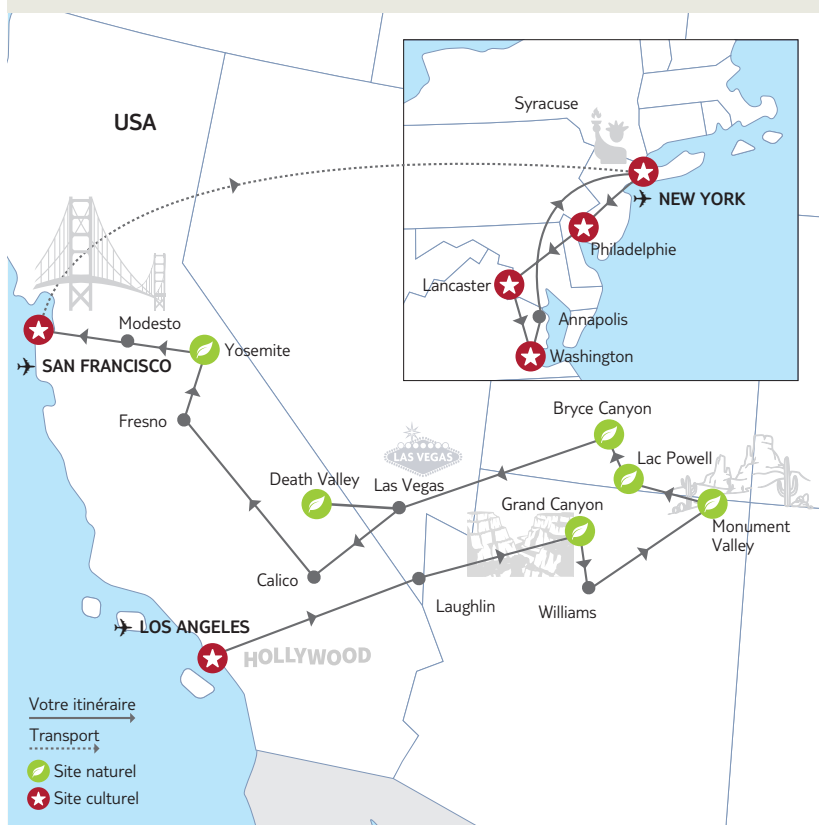 USA
Syracuse
NEW YORK
Philadelphie
Lancaster
Annapolis
Washington
Modesto
Yosemite
SAN FRANCISCO
Fresno
Bryce Canyon
LAS VEGAS
Lac Powell
Death Valley
Las Vegas
Grand Canyon
Monument
Valley
Calico
Laughlin
Williams
LOS ANGELES
HOLLYWOOD
Votre itinéraire
Transport
Site naturel
Site culturel